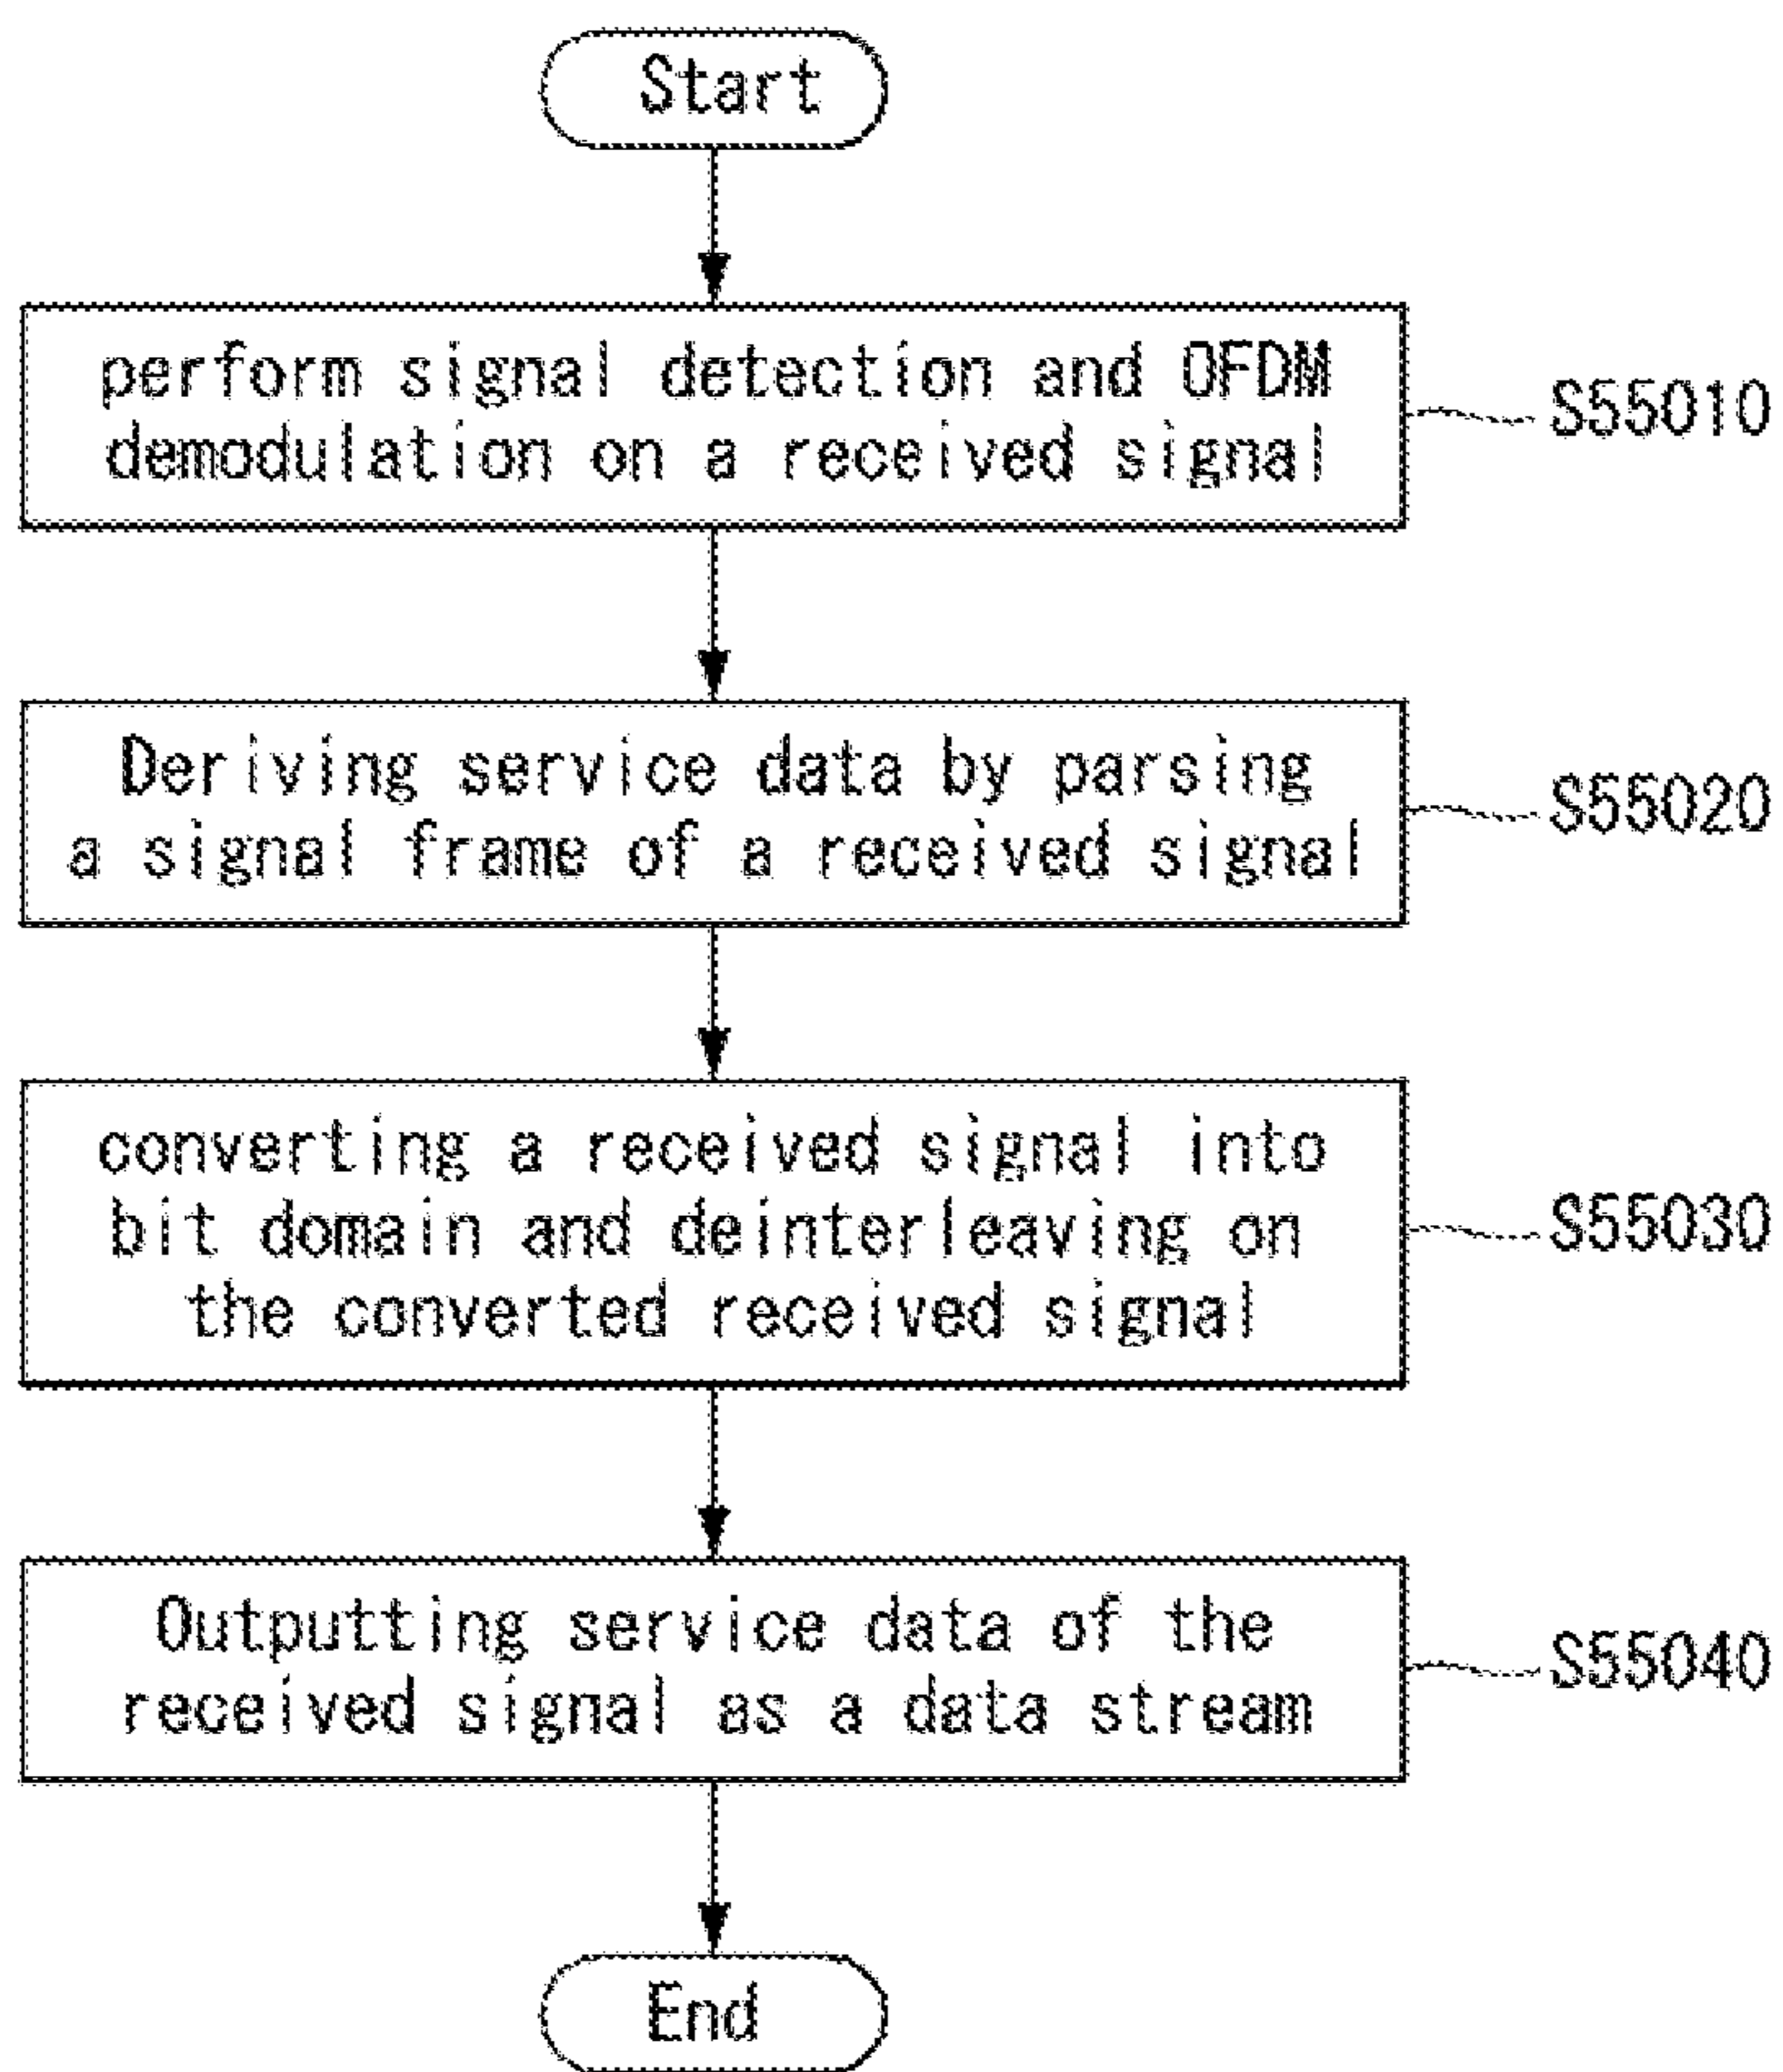 Start
perform signal detection and OFDM
demodulation on a received signal
S55010
Deriving service data by parsing
a signal frame of a received signal
S55020
converting a received signal into
bit domain and deinterleaving on
the converted received signal
S55030
Outputting service data of the
received signal as a data stream
S55040
End